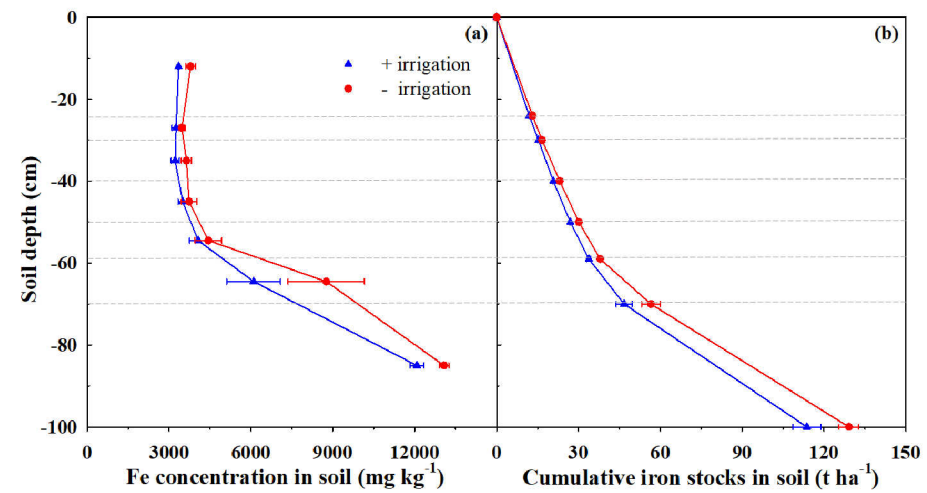 (a)
(b)
+ irrigation
- irrigation
Soil depth (cm)
0
-20
-40
-60
-80
-100
0 3000 6000 9000 12000
0 30 60 90 120 150
Fe concentration in soil (mg kg⁻¹)
Cumulative iron stocks in soil (t ha⁻¹)